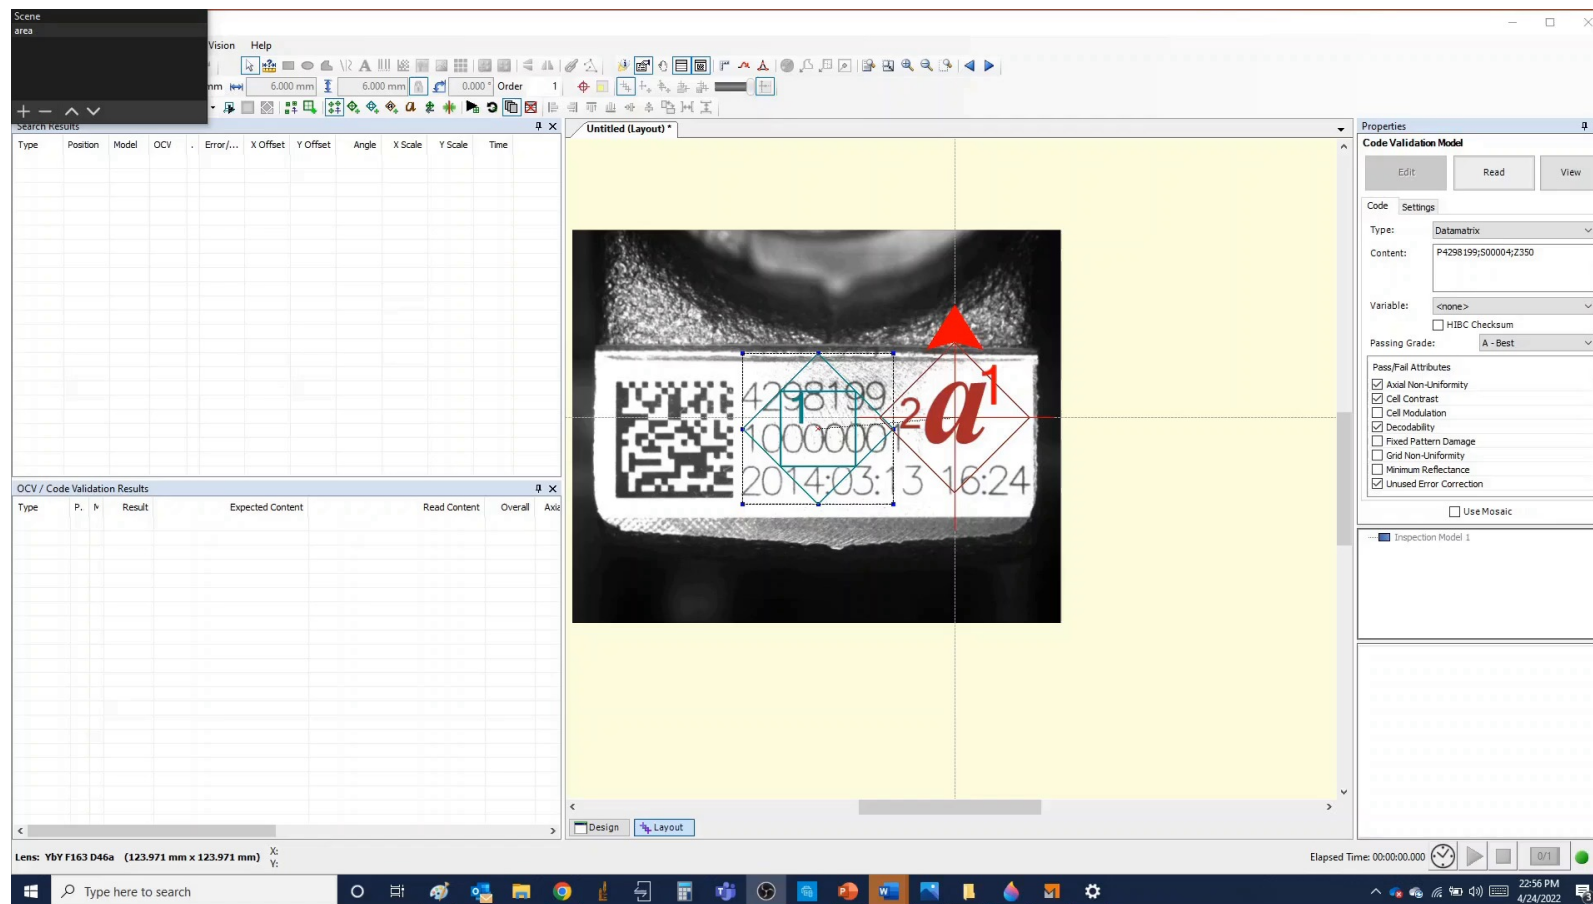 Scene
area
Vision Help
mm 6.000 mm 6.000 mm 0.000 ° Order 1
Search Results
Type Position Model OCV . Error/... X Offset Y Offset Angle X Scale Y Scale Time
OCV / Code Validation Results
Type P. Result Expected Content Read Content Overall Axia
Untitled (Layout) *
4298199
10000001
2014:03:13 16:24
1
2
a
1
Design Layout
Properties
Code Validation Model
Edit Read View
Code Settings
Type: Datamatrix
Content: P4298199;S00004;Z350
Variable: <none>
HIBC Checksum
Passing Grade: A - Best
Pass/Fail Attributes
Axial Non-Uniformity
Cell Contrast
Cell Modulation
Decodability
Fixed Pattern Damage
Grid Non-Uniformity
Minimum Reflectance
Unused Error Correction
Use Mosaic
Inspection Model 1
Lens: YbY F163 D46a (123.971 mm x 123.971 mm) X:
Y:
Elapsed Time: 00:00:00.000 0/1
Type here to search
22:56 PM
4/24/2022